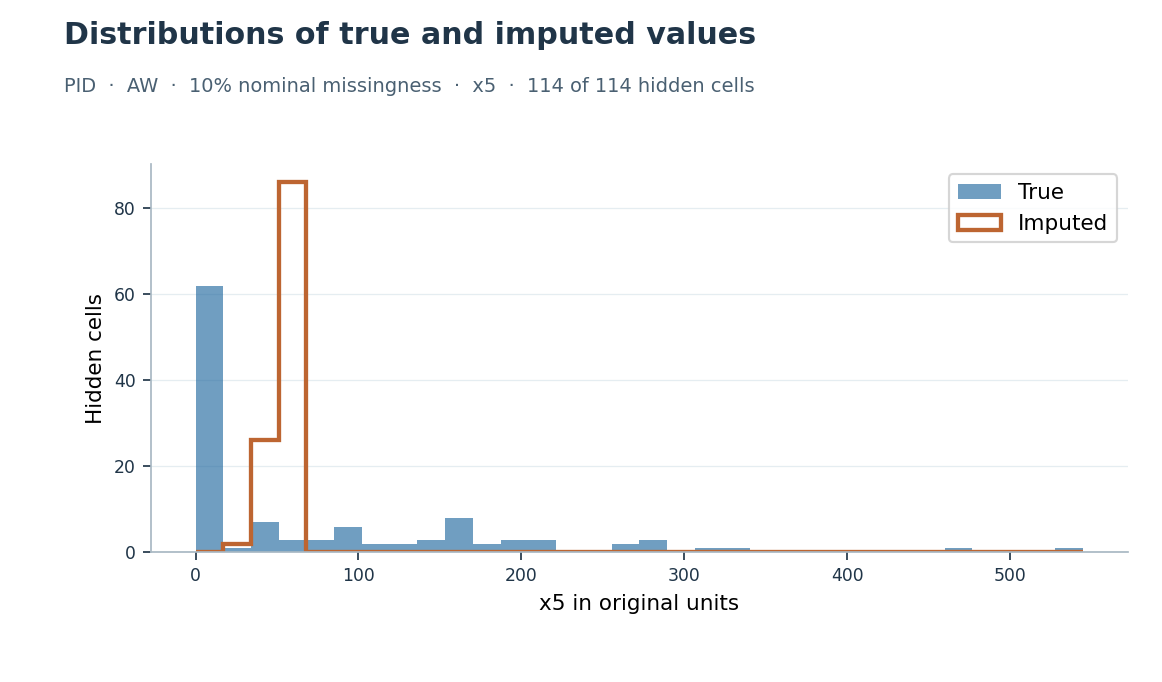 Distributions of true and imputed values
PID · AW · 10% nominal missingness · x5 · 114 of 114 hidden cells
True
Imputed
Hidden cells
80
60
40
20
0
0 100 200 300 400 500
x5 in original units